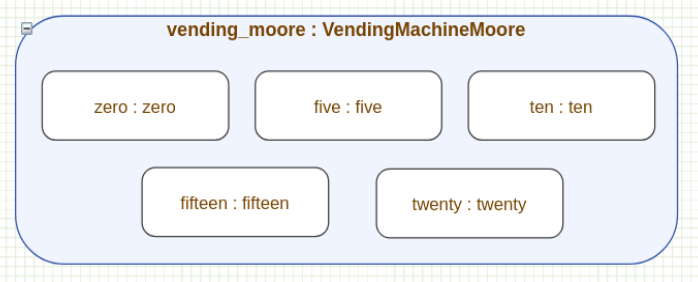 vending_moore : VendingMachineMoore
zero : zero
five : five
ten : ten
fifteen : fifteen
twenty : twenty